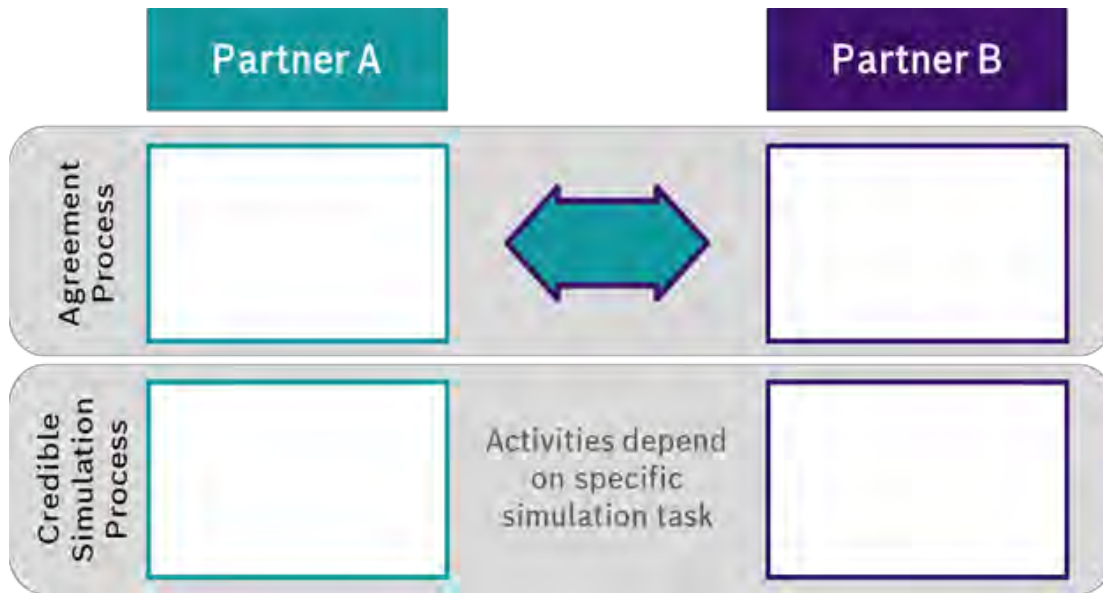 Partner A
Partner B
Agreement
Process
Credible
Simulation
Process
Activities depend
on specific
simulation task